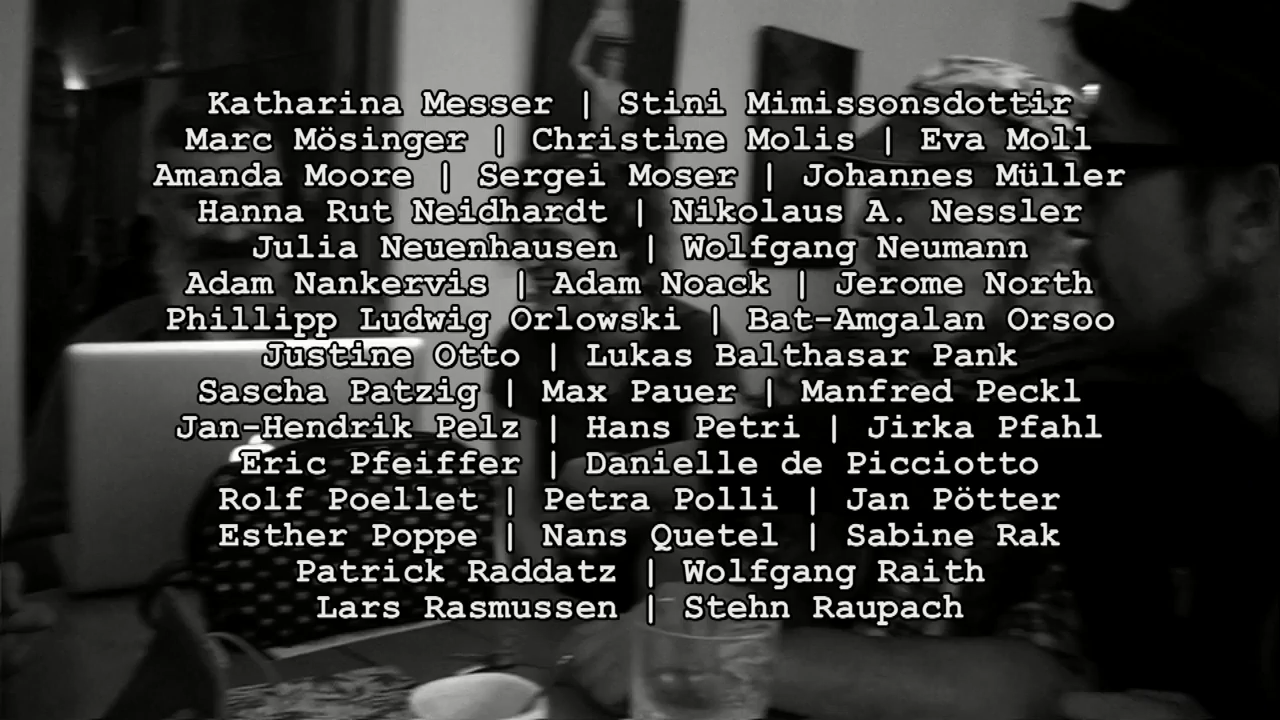 Katharina Messer | Stini Mimissonsdottir
Marc Mösinger | Christine Molis | Eva Moll
Amanda Moore | Sergei Moser | Johannes Müller
Hanna Rut Neidhardt | Nikolaus A. Nessler
Julia Neuenhausen | Wolfgang Neumann
Adam Nankervis | Adam Noack | Jerome North
Phillipp Ludwig Orlowski | Bat-Amgalan Orsoo
Justine Otto | Lukas Balthasar Pank
Sascha Patzig | Max Pauer | Manfred Peckl
Jan-Hendrik Pelz | Hans Petri | Jirka Pfahl
Eric Pfeiffer | Danielle de Picciotto
Rolf Poellet | Petra Polli | Jan Pötter
Esther Poppe | Nans Quetel | Sabine Rak
Patrick Raddatz | Wolfgang Raith
Lars Rasmussen | Stehn Raupach